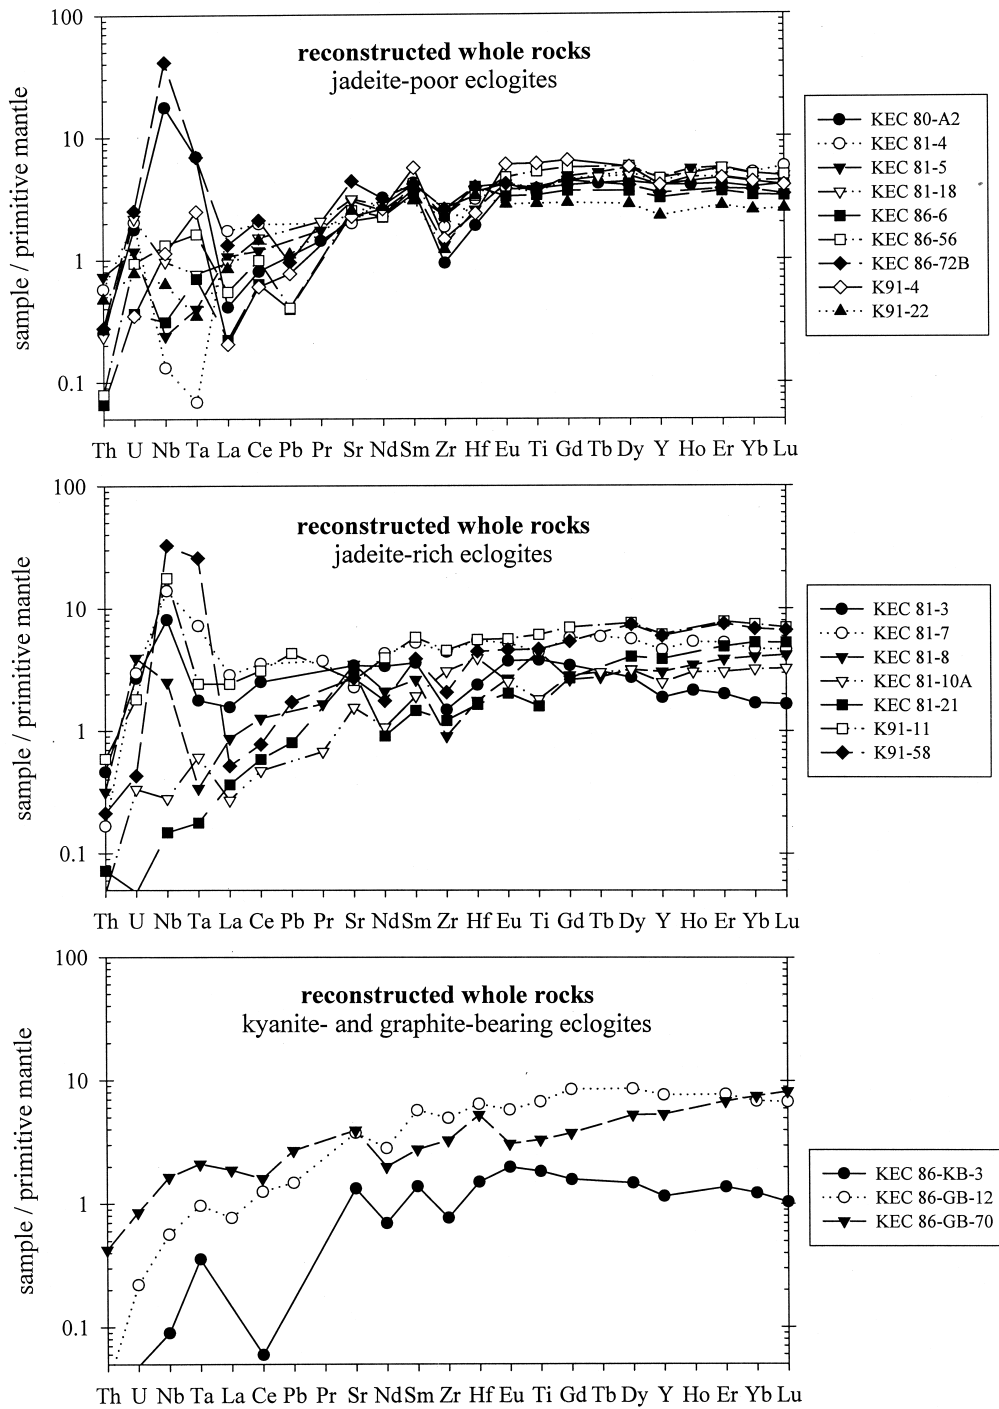 100
10
1
0.1
sample / primitive mantle
reconstructed whole rocks
jadeite-poor eclogites
Th U Nb Ta La Ce Pb Pr Sr Nd Sm Zr Hf Eu Ti Gd Tb Dy Y Ho Er Yb Lu
KEC 80-A2
KEC 81-4
KEC 81-5
KEC 81-18
KEC 86-6
KEC 86-56
KEC 86-72B
K91-4
K91-22
100
10
1
0.1
sample / primitive mantle
reconstructed whole rocks
jadeite-rich eclogites
Th U Nb Ta La Ce Pb Pr Sr Nd Sm Zr Hf Eu Ti Gd Tb Dy Y Ho Er Yb Lu
KEC 81-3
KEC 81-7
KEC 81-8
KEC 81-10A
KEC 81-21
K91-11
K91-58
100
10
1
0.1
sample / primitive mantle
reconstructed whole rocks
kyanite- and graphite-bearing eclogites
Th U Nb Ta La Ce Pb Pr Sr Nd Sm Zr Hf Eu Ti Gd Tb Dy Y Ho Er Yb Lu
KEC 86-KB-3
KEC 86-GB-12
KEC 86-GB-70